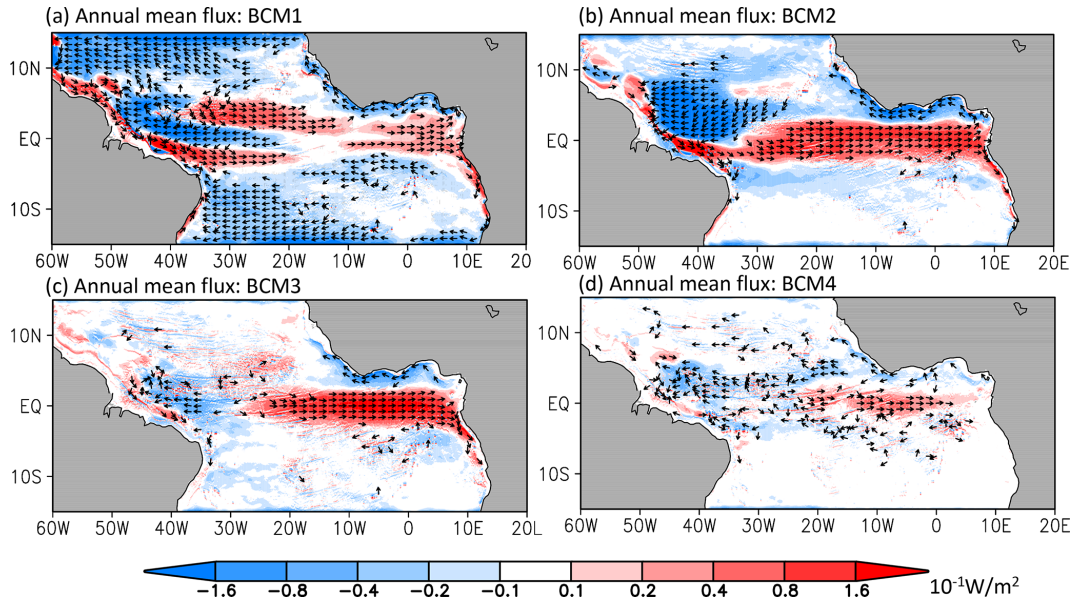 (a) Annual mean flux: BCM1
(b) Annual mean flux: BCM2
10N
EQ
10S
60W 50W 40W 30W 20W 10W 0 10E 20
10N
EQ
10S
60W 50W 40W 30W 20W 10W 0 10E 20E
(c) Annual mean flux: BCM3
(d) Annual mean flux: BCM4
10N
EQ
10S
60W 50W 40W 30W 20W 10W 0 10E 20L
10N
EQ
10S
60W 50W 40W 30W 20W 10W 0 10E 20E
−1.6 −0.8 −0.4 −0.2 −0.1 0.1 0.2 0.4 0.8 1.6 10⁻¹W/m²